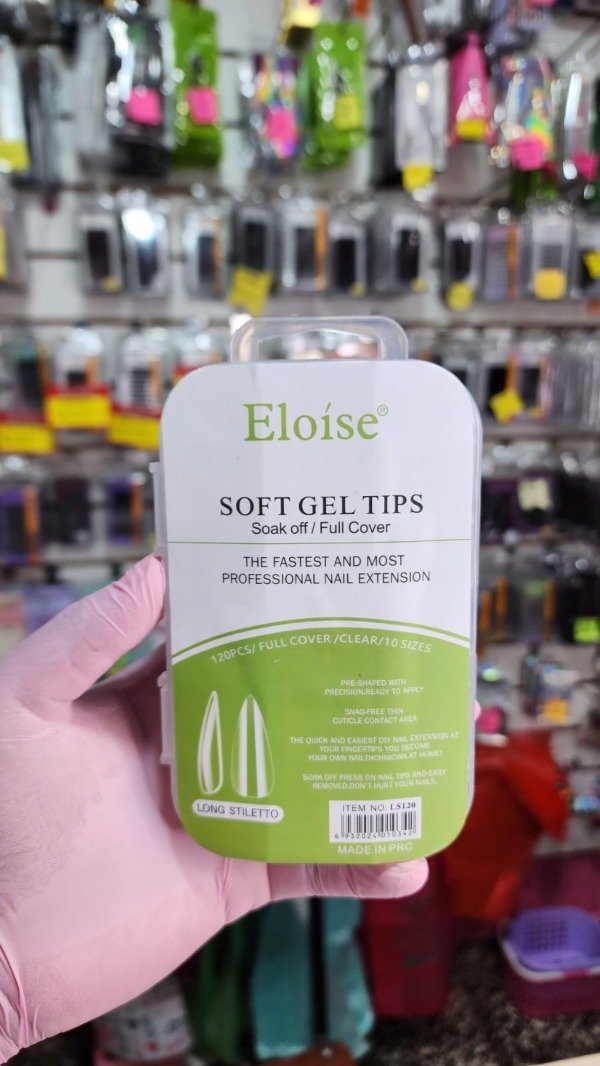 Eloíse®
SOFT GEL TIPS
Soak off / Full Cover
THE FASTEST AND MOST
PROFESSIONAL NAIL EXTENSION
120PCS/ FULL COVER /CLEAR/10 SIZES
PRE-SHAPED WITH
PRECISION.READY TO APPLY
SNAG-FREE THIN
CUTICLE CONTACT AREA
THE QUICK AND EASIEST DIY NAIL EXTENSION AT
YOUR FINGERTIPS YOU BECOME
YOUR OWN NAILTHCHNICIAN AT HOME!
SOAK OFF PRESS ON NAIL TIPS AND EASY
REMOVED.DON'T HURT YOUR NAILS.
LONG STILETTO
ITEM NO: LS120
6 932024 010342
MADE IN PRC